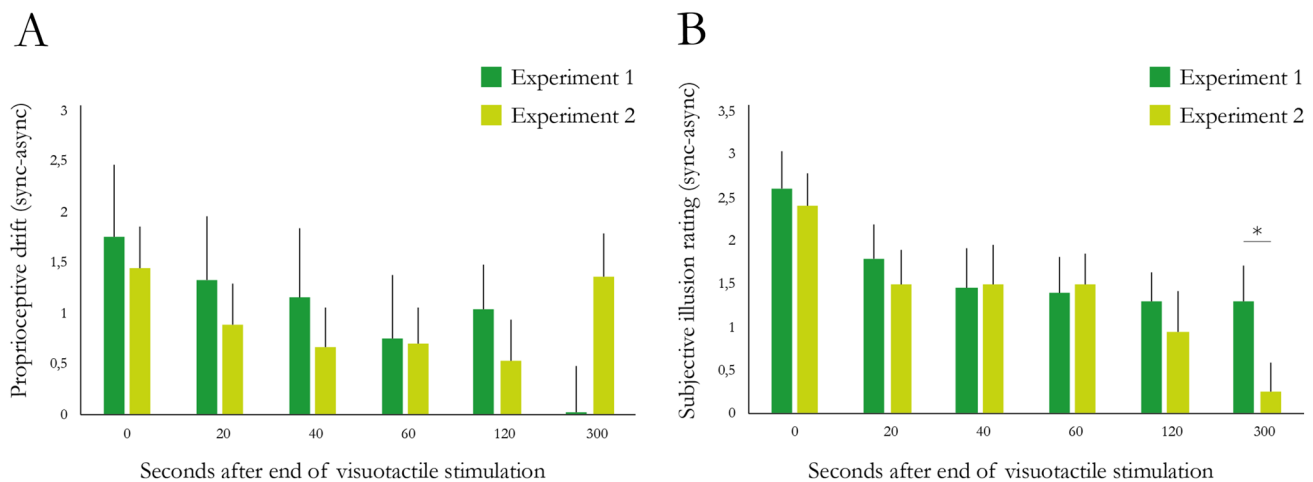 A
Experiment 1
Experiment 2
Proprioceptive drift (sync-async)
3
2,5
2
1,5
1
0,5
0
0 20 40 60 120 300
Seconds after end of visuotactile stimulation
B
Experiment 1
Experiment 2
Subjective illusion rating (sync-async)
3,5
3
2,5
2
1,5
1
0,5
0
*
0 20 40 60 120 300
Seconds after end of visuotactile stimulation